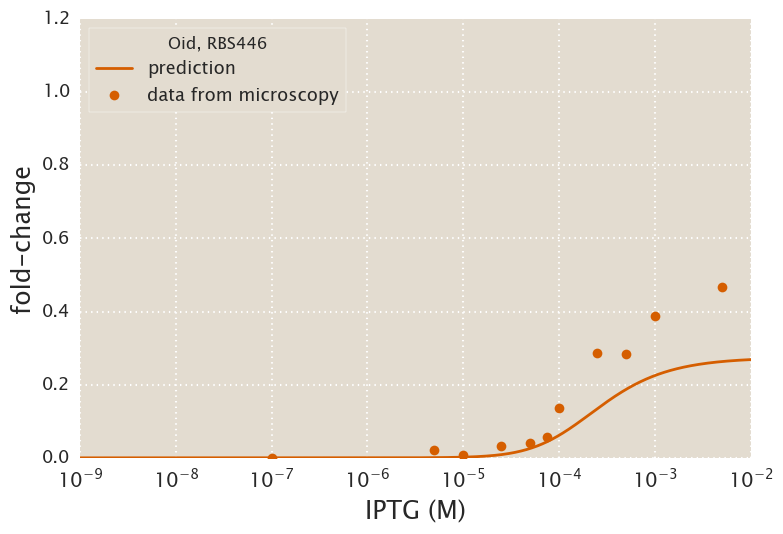 Oid, RBS446
prediction
data from microscopy
1.2
1.0
0.8
0.6
0.4
0.2
0.0
fold−change
10⁻⁹ 10⁻⁸ 10⁻⁷ 10⁻⁶ 10⁻⁵ 10⁻⁴ 10⁻³ 10⁻²
IPTG (M)